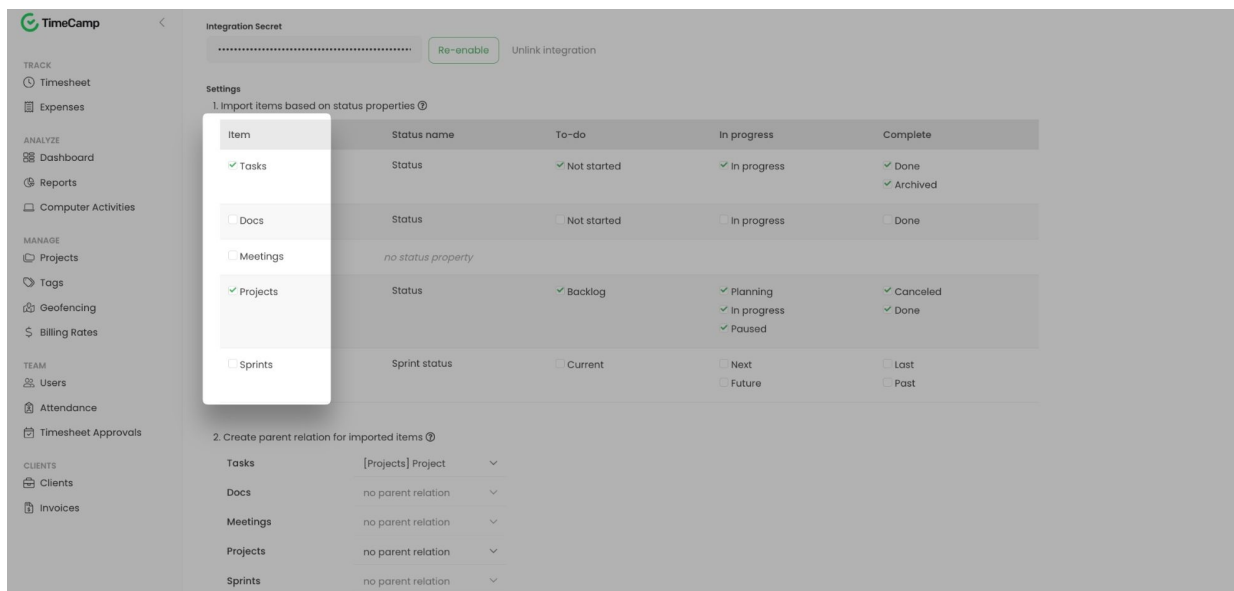 TimeCamp
TRACK
Timesheet
Expenses
ANALYZE
Dashboard
Reports
Computer Activities
MANAGE
Projects
Tags
Geofencing
Billing Rates
TEAM
Users
Attendance
Timesheet Approvals
CLIENTS
Clients
Invoices
Integration Secret
Re-enable Unlink integration
Settings
1. Import items based on status properties
Item Status name To-do In progress Complete
Tasks Status Not started In progress Done
Archived
Docs Status Not started In progress Done
Meetings no status property
Projects Status Backlog Planning Canceled
In progress Done
Paused
Sprints Sprint status Current Next Last
Future Past
2. Create parent relation for imported items
Tasks [Projects] Project
Docs no parent relation
Meetings no parent relation
Projects no parent relation
Sprints no parent relation